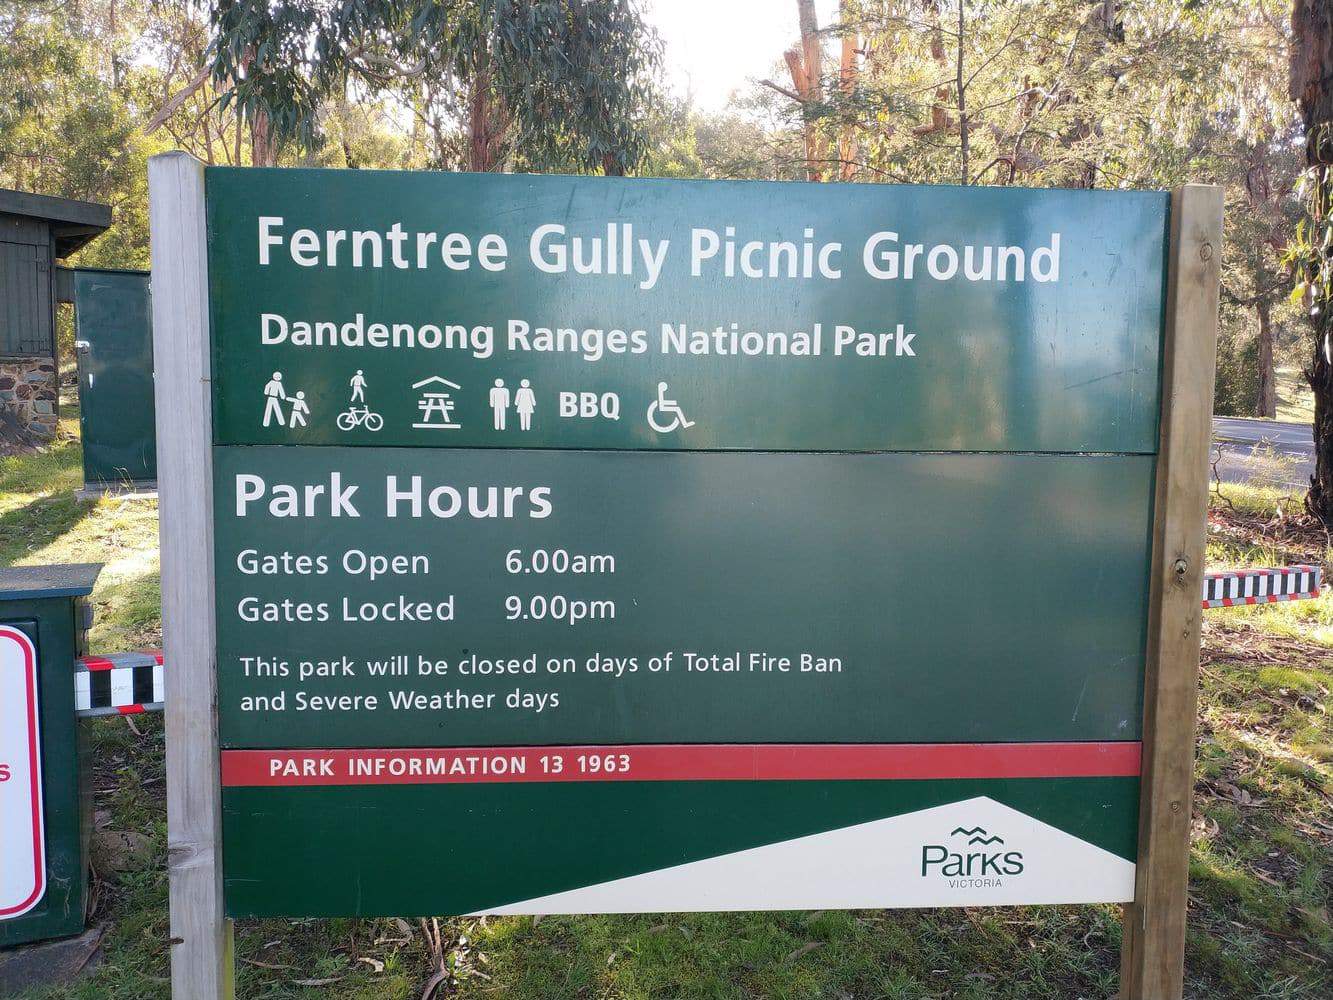 Ferntree Gully Picnic Ground
Dandenong Ranges National Park
BBQ
Park Hours
Gates Open 6.00am
Gates Locked 9.00pm
This park will be closed on days of Total Fire Ban
and Severe Weather days
PARK INFORMATION 13 1963
Parks
VICTORIA